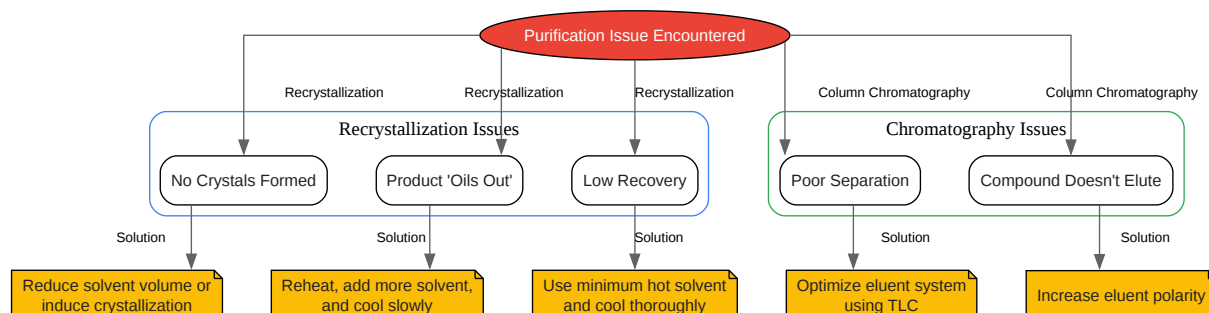 Purification Issue Encountered
Recrystallization
Recrystallization
Recrystallization
Column Chromatography
Column Chromatography
Recrystallization Issues
Chromatography Issues
No Crystals Formed
Product 'Oils Out'
Low Recovery
Poor Separation
Compound Doesn't Elute
Solution
Solution
Solution
Solution
Solution
Reduce solvent volume or
induce crystallization
Reheat, add more solvent,
and cool slowly
Use minimum hot solvent
and cool thoroughly
Optimize eluent system
using TLC
Increase eluent polarity